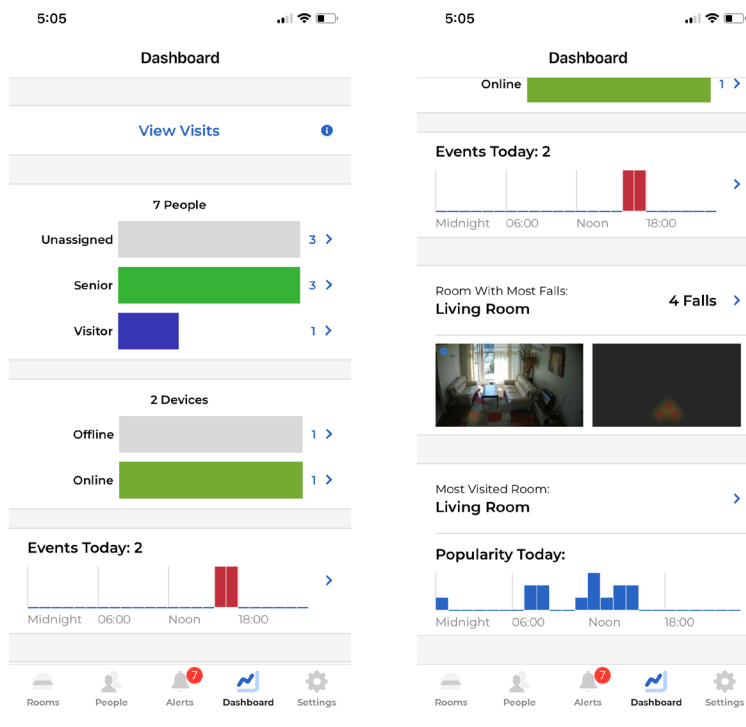 5:05
Dashboard
View Visits
7 People
Unassigned 3
Senior 3
Visitor 1
2 Devices
Offline 1
Online 1
Events Today: 2
Midnight 06:00 Noon 18:00
7
Rooms People Alerts Dashboard Settings
5:05
Dashboard
Online 1
Events Today: 2
Midnight 06:00 Noon 18:00
Room With Most Falls:
Living Room 4 Falls
Most Visited Room:
Living Room
Popularity Today:
Midnight 06:00 Noon 18:00
7
Rooms People Alerts Dashboard Settings